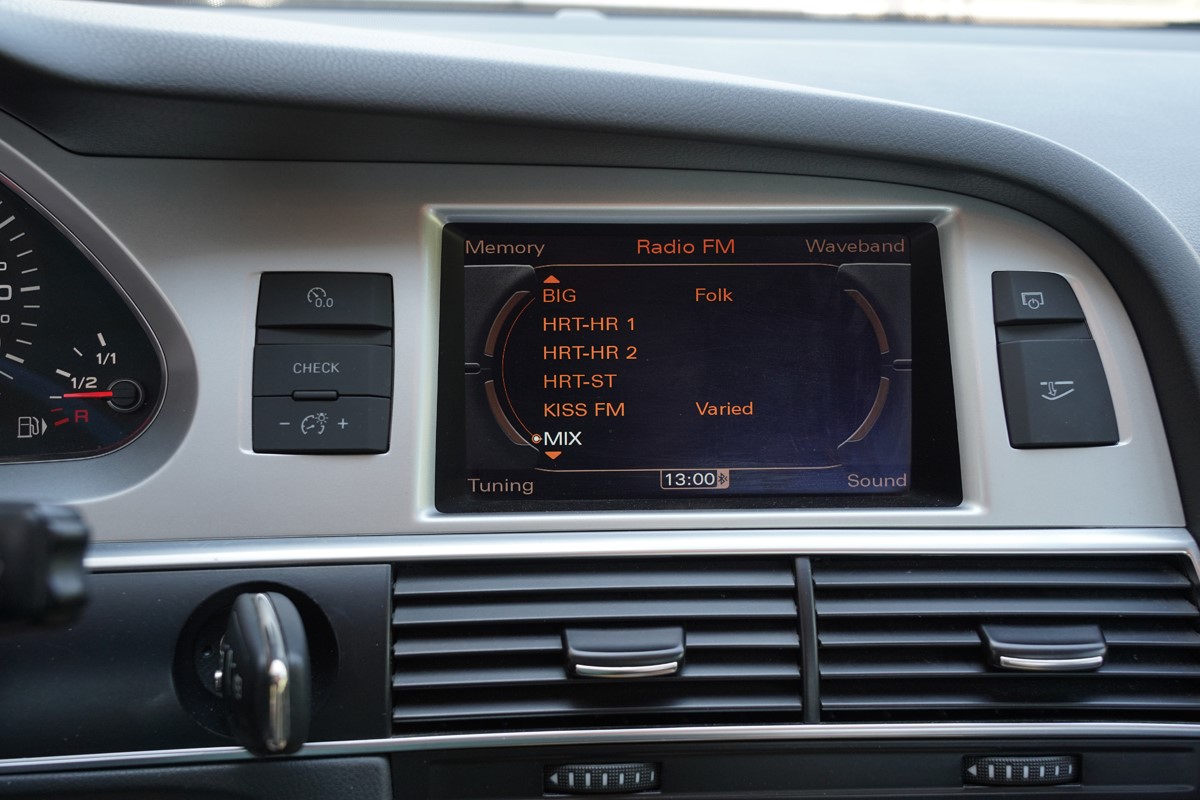 Memory Radio FM Waveband
BIG Folk
HRT-HR 1
HRT-HR 2
HRT-ST
KISS FM Varied
MIX
Tuning 13:00 Sound
0.0
CHECK
- +
1/1
1/2
R